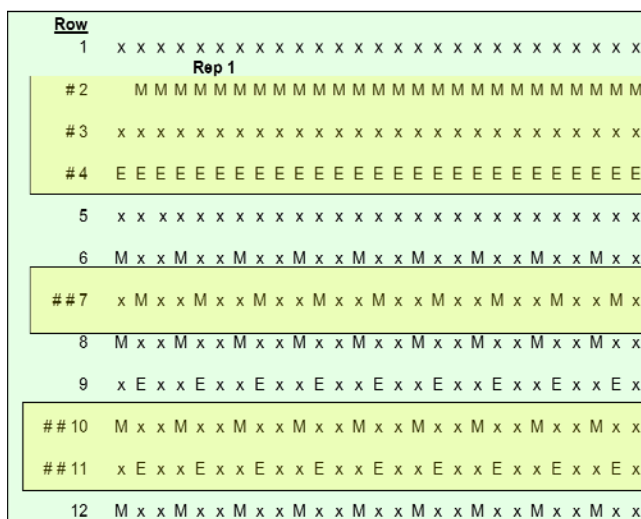 Row
1 x x x x x x x x x x x x x x x x x x x x x x x x x x x
Rep 1
# 2 M M M M M M M M M M M M M M M M M M M M M M M M M M
# 3 x x x x x x x x x x x x x x x x x x x x x x x x x x x
# 4 E E E E E E E E E E E E E E E E E E E E E E E E E E E
5 x x x x x x x x x x x x x x x x x x x x x x x x x x x
6 M x x M x x M x x M x x M x x M x x M x x M x x M x x
# # 7 x M x x M x x M x x M x x M x x M x x M x x M x x M x
8 M x x M x x M x x M x x M x x M x x M x x M x x M x x
9 x E x x E x x E x x E x x E x x E x x E x x E x x E x
# # 10 M x x M x x M x x M x x M x x M x x M x x M x x M x x
# # 11 x E x x E x x E x x E x x E x x E x x E x x E x x E x
12 M x x M x x M x x M x x M x x M x x M x x M x x M x x